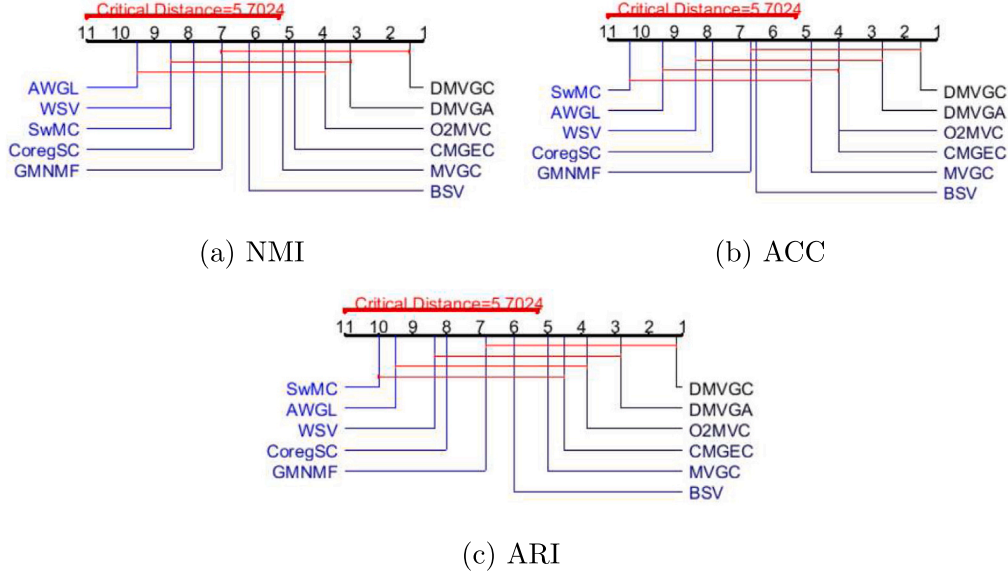 Critical Distance=5.7024
11 10 9 8 7 6 5 4 3 2 1
AWGL
WSV
SwMC
CoregSC
GMNMF
DMVGC
DMVGA
O2MVC
CMGEC
MVGC
BSV
(a) NMI
Critical Distance=5.7024
11 10 9 8 7 6 5 4 3 2 1
SwMC
AWGL
WSV
CoregSC
GMNMF
DMVGC
DMVGA
O2MVC
CMGEC
MVGC
BSV
(b) ACC
Critical Distance=5.7024
11 10 9 8 7 6 5 4 3 2 1
SwMC
AWGL
WSV
CoregSC
GMNMF
DMVGC
DMVGA
O2MVC
CMGEC
MVGC
BSV
(c) ARI